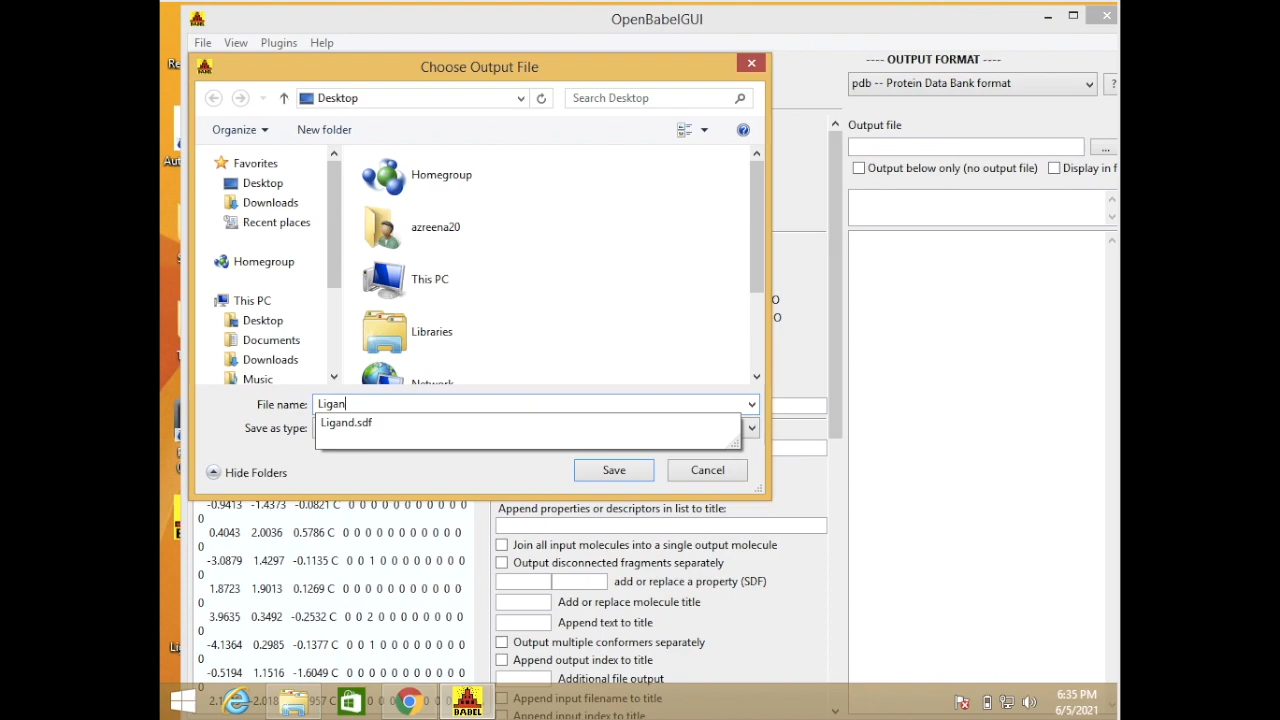 OpenBabelGUI
File View Plugins Help
Choose Output File
Desktop
Search Desktop
Organize
New folder
Favorites
Desktop
Downloads
Recent places
Homegroup
This PC
Desktop
Documents
Downloads
Music
Homegroup
azreena20
This PC
Libraries
Network
File name: Ligan
Ligand.sdf
Save as type:
Hide Folders
Save
Cancel
---- OUTPUT FORMAT ----
pdb -- Protein Data Bank format
?
Output file
...
Output below only (no output file)
Display in f
O
O
-0.9413 -1.4373 -0.0821 C 0 0 0 0 0 0 0 0 0 0 0
0
0.4043 2.0036 0.5786 C 0 0 0 0 0 0 0 0 0 0 0
0
-3.0879 1.4297 -0.1135 C 0 0 1 0 0 0 0 0 0 0 0
0
1.8723 1.9013 0.1269 C 0 0 0 0 0 0 0 0 0 0 0
0
3.9635 0.3492 -0.2532 C 0 0 2 0 0 0 0 0 0 0 0
0
-4.1364 0.2985 -0.1377 C 0 0 1 0 0 0 0 0 0 0 0
0
-0.5194 1.1516 -1.6049 C 0 0 0 0 0 0 0 0 0 0 0
0
Append properties or descriptors in list to title:
Join all input molecules into a single output molecule
Output disconnected fragments separately
add or replace a property (SDF)
Add or replace molecule title
Append text to title
Output multiple conformers separately
Append output index to title
Additional file output
Append input filename to title
Append input index to title
BABEL
6:35 PM
6/5/2021